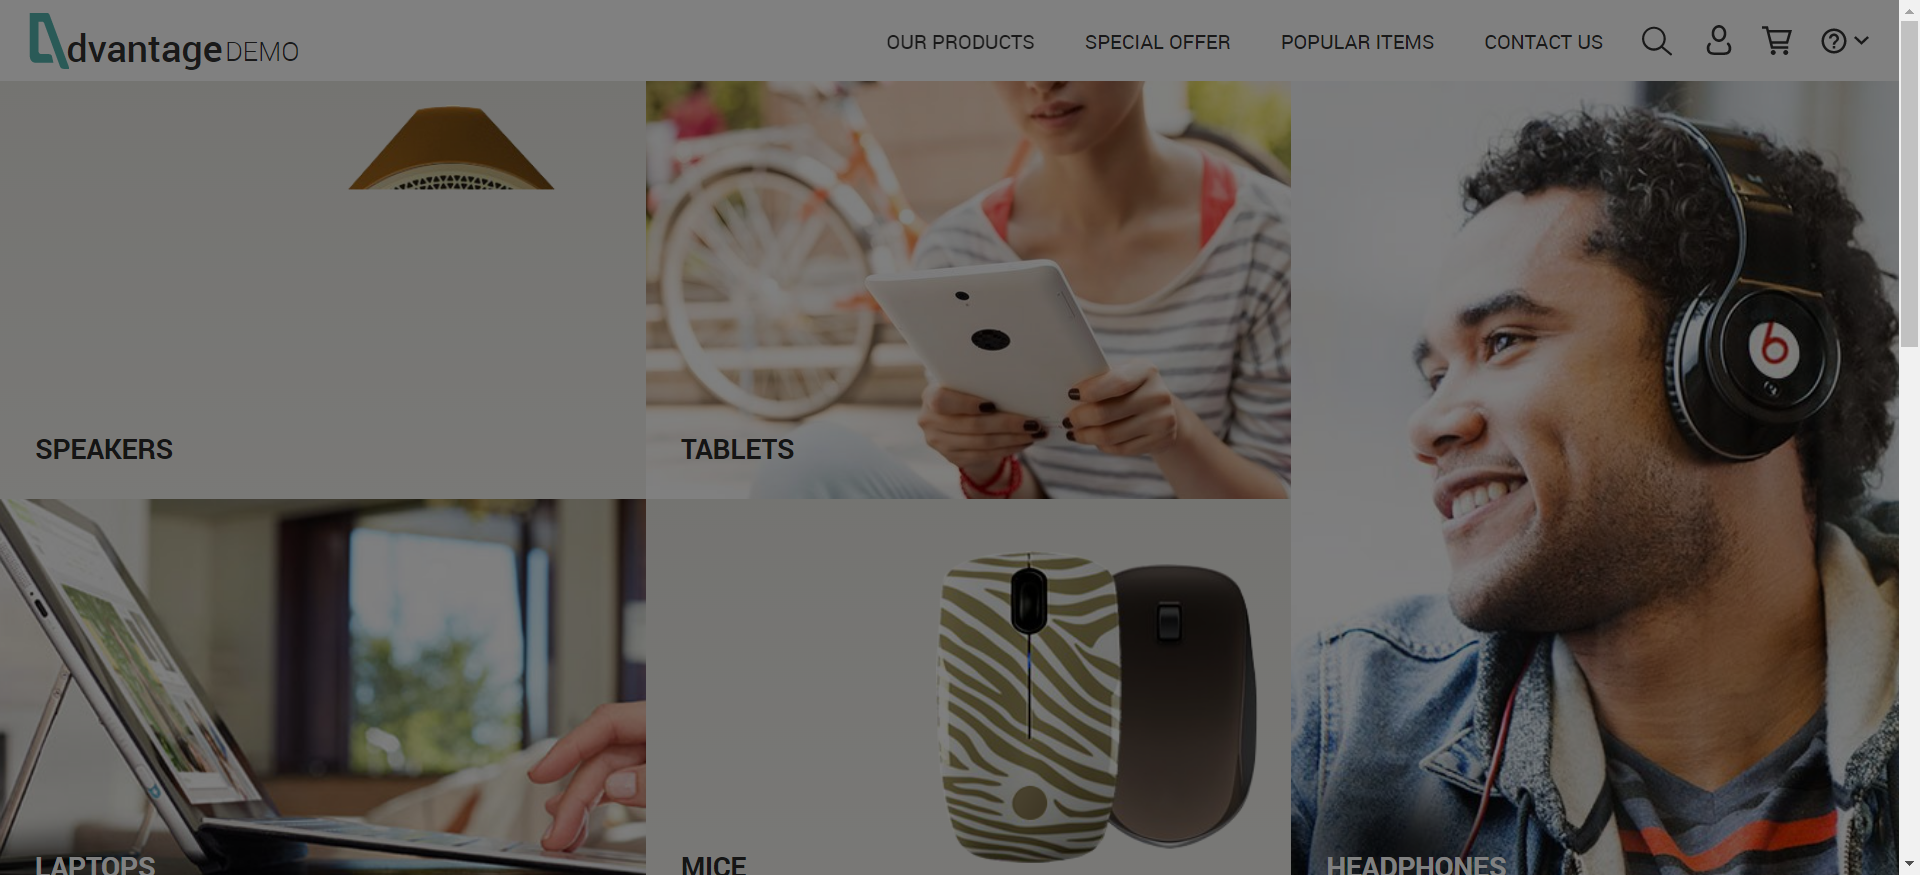 dvantage DEMO
OUR PRODUCTS
SPECIAL OFFER
POPULAR ITEMS
CONTACT US
SPEAKERS
TABLETS
LAPTOPS
MICE
HEADPHONES